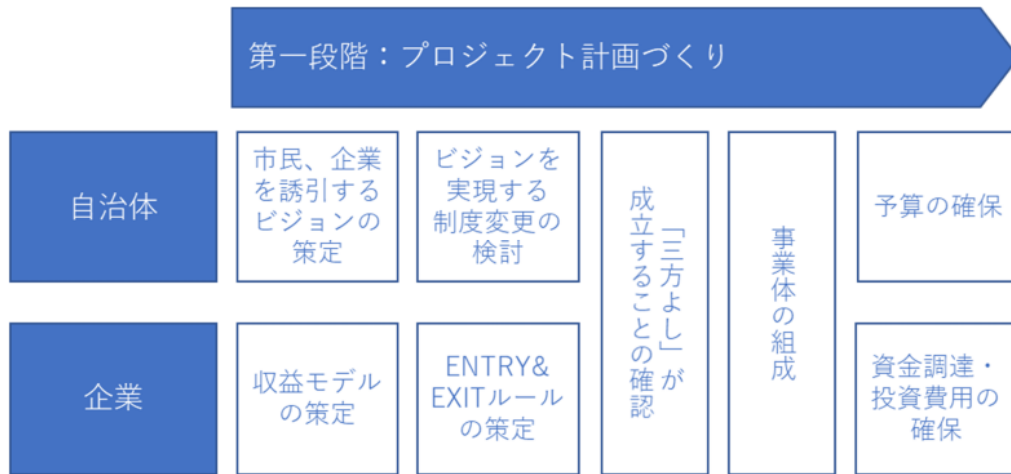 第一段階：プロジェクト計画づくり
自治体
市民、企業
を誘引する
ビジョンの
策定
ビジョンを
実現する
制度変更の
検討
「三方よし」が
成立することの確認
事業体の組成
予算の確保
企業
収益モデル
の策定
ENTRY&
EXITルール
の策定
資金調達・
投資費用の
確保